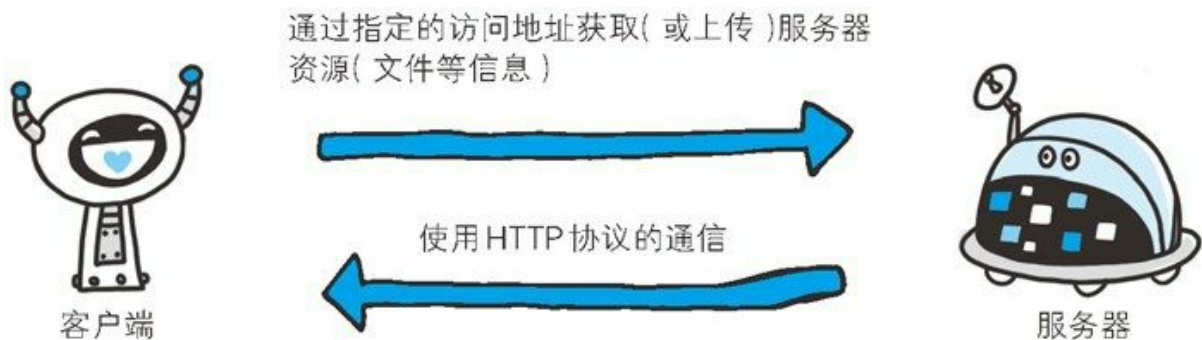 通过指定的访问地址获取( 或上传 )服务器
资源( 文件等信息 )
使用HTTP协议的通信
客户端
服务器